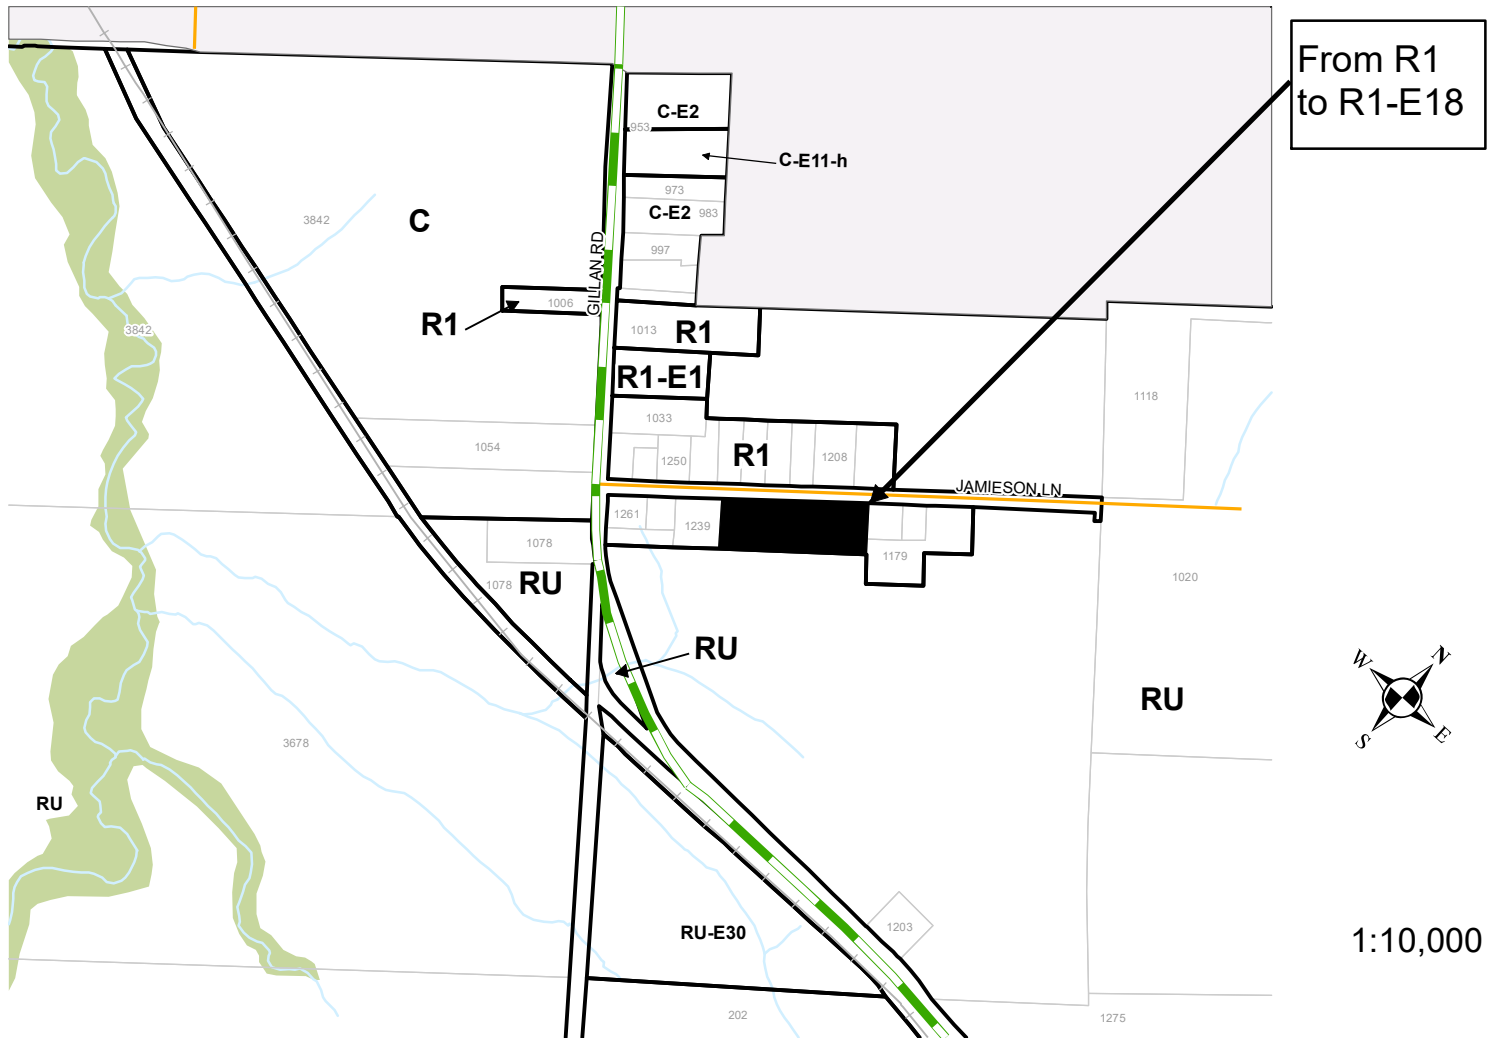 From R1
to R1-E18
C-E2
953
C-E11-h
973
C-E2
983
997
3842
C
GILLAN RD
1006
R1
3842
1013
R1
R1-E1
1033
1118
1054
1250
R1
1208
JAMIESON LN
1261
1239
1078
1179
1078
RU
1020
RU
RU
N
W
E
S
3678
RU
1203
RU-E30
1:10,000
202
1275